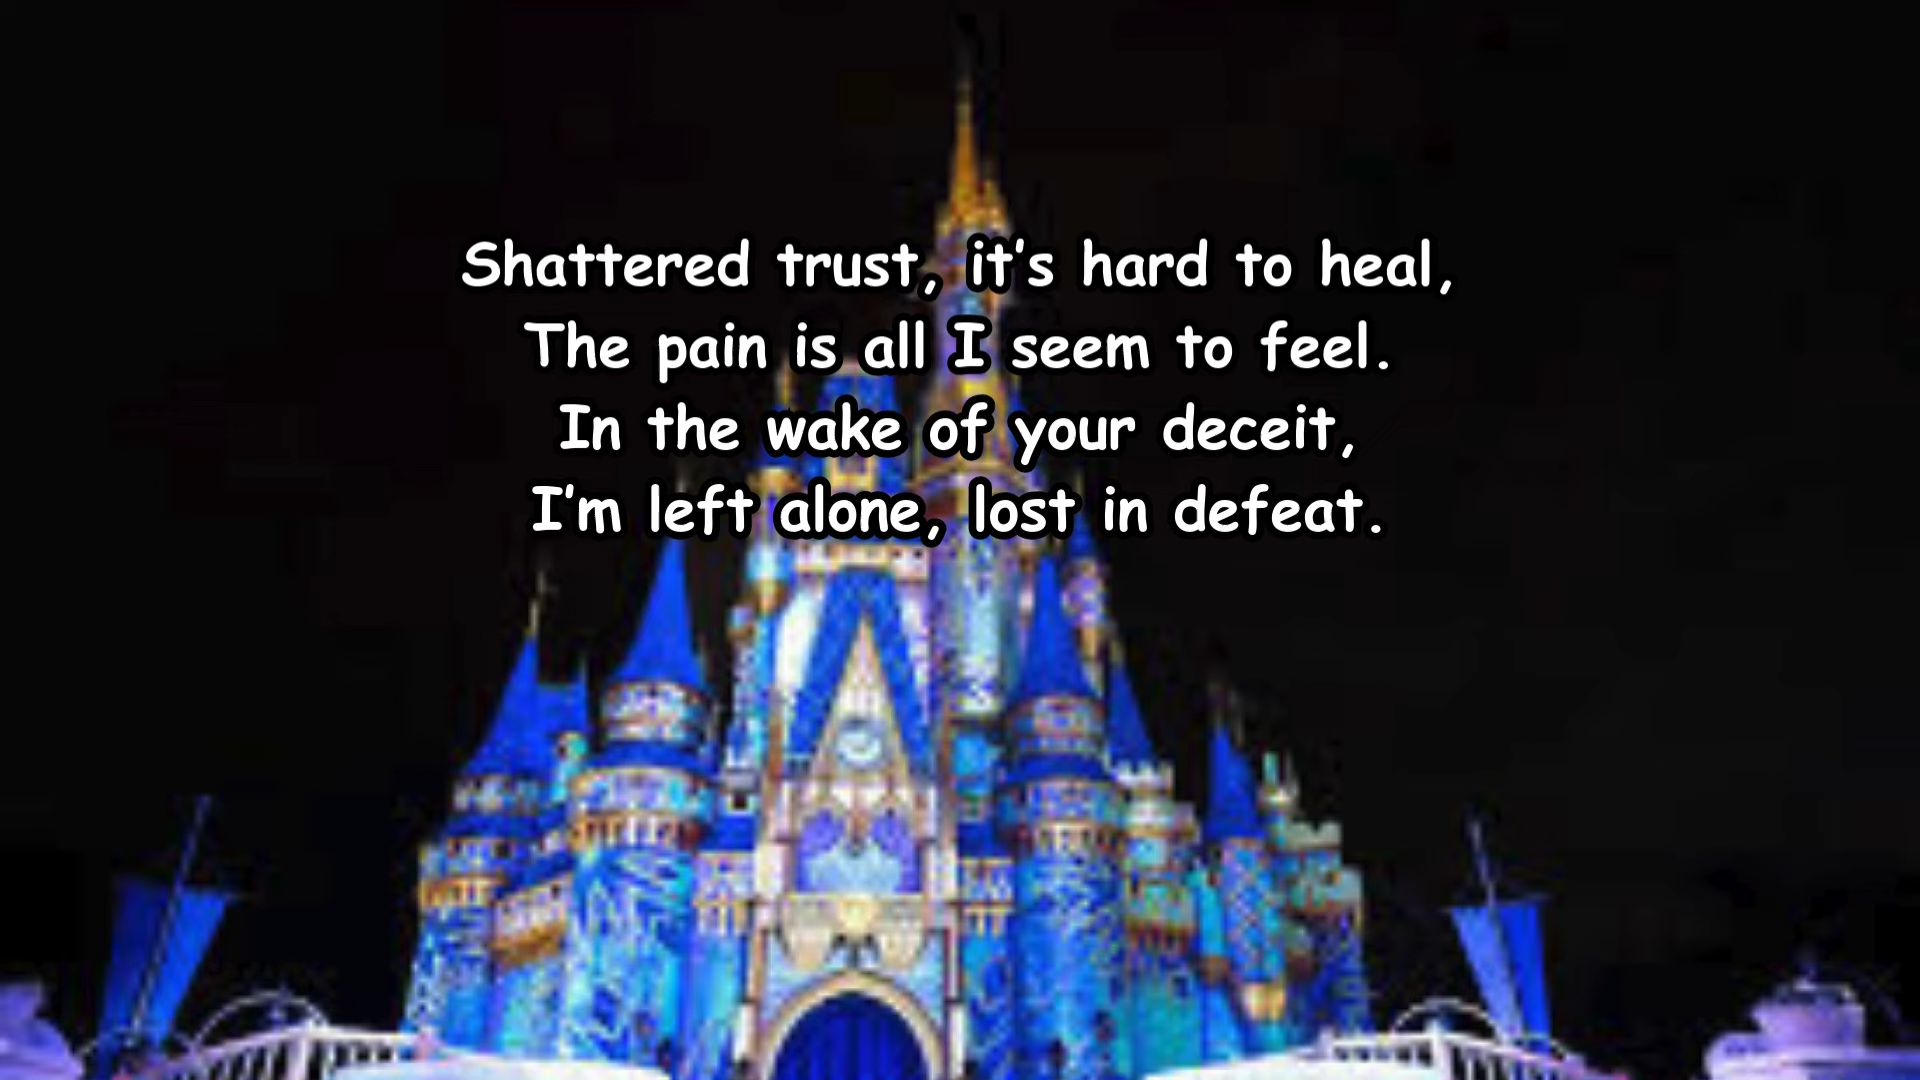 Shattered trust, it's hard to heal,
The pain is all I seem to feel.
In the wake of your deceit,
I'm left alone, lost in defeat.